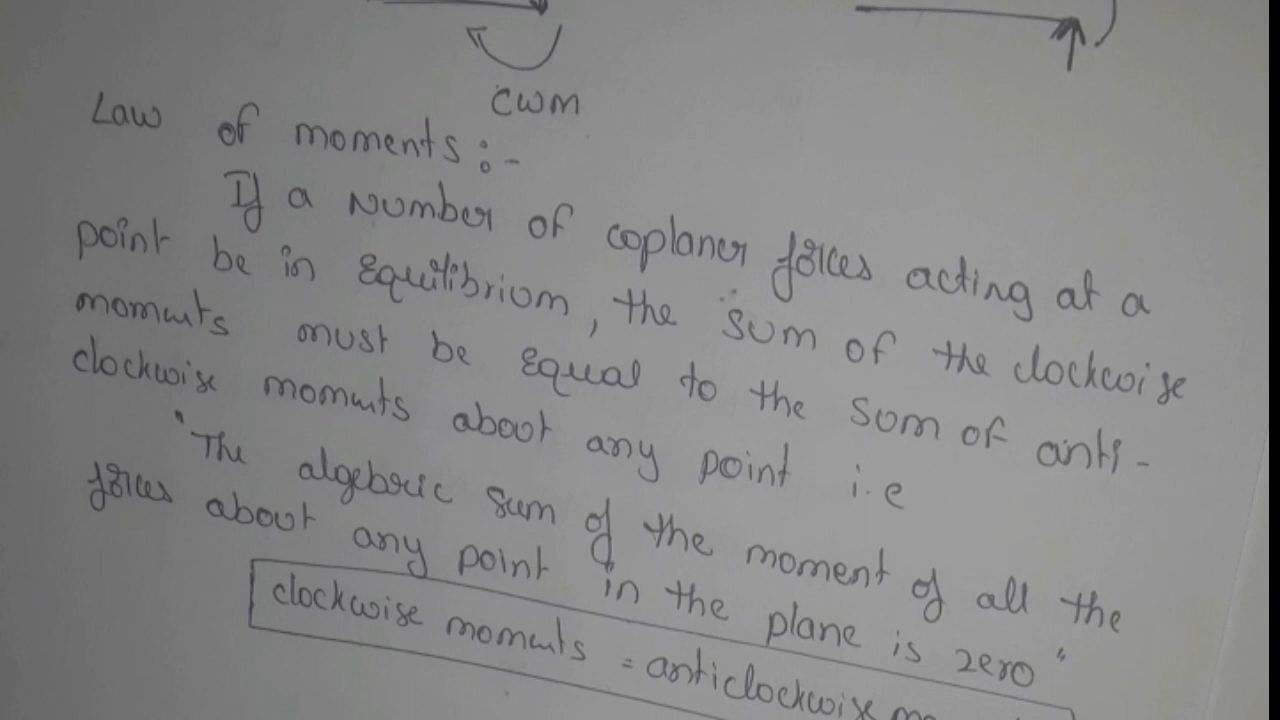 CWM
Law of moments :-
If a Number of coplaner forces acting at a
point be in Equilibriom, the sum of the clockwise
moments must be Equal to the sum of anti-
clockwise moments about any point i.e
"The algebric sum of the moment of all the
forces about any point in the plane is zero"
clockwise moments = anticlockwise